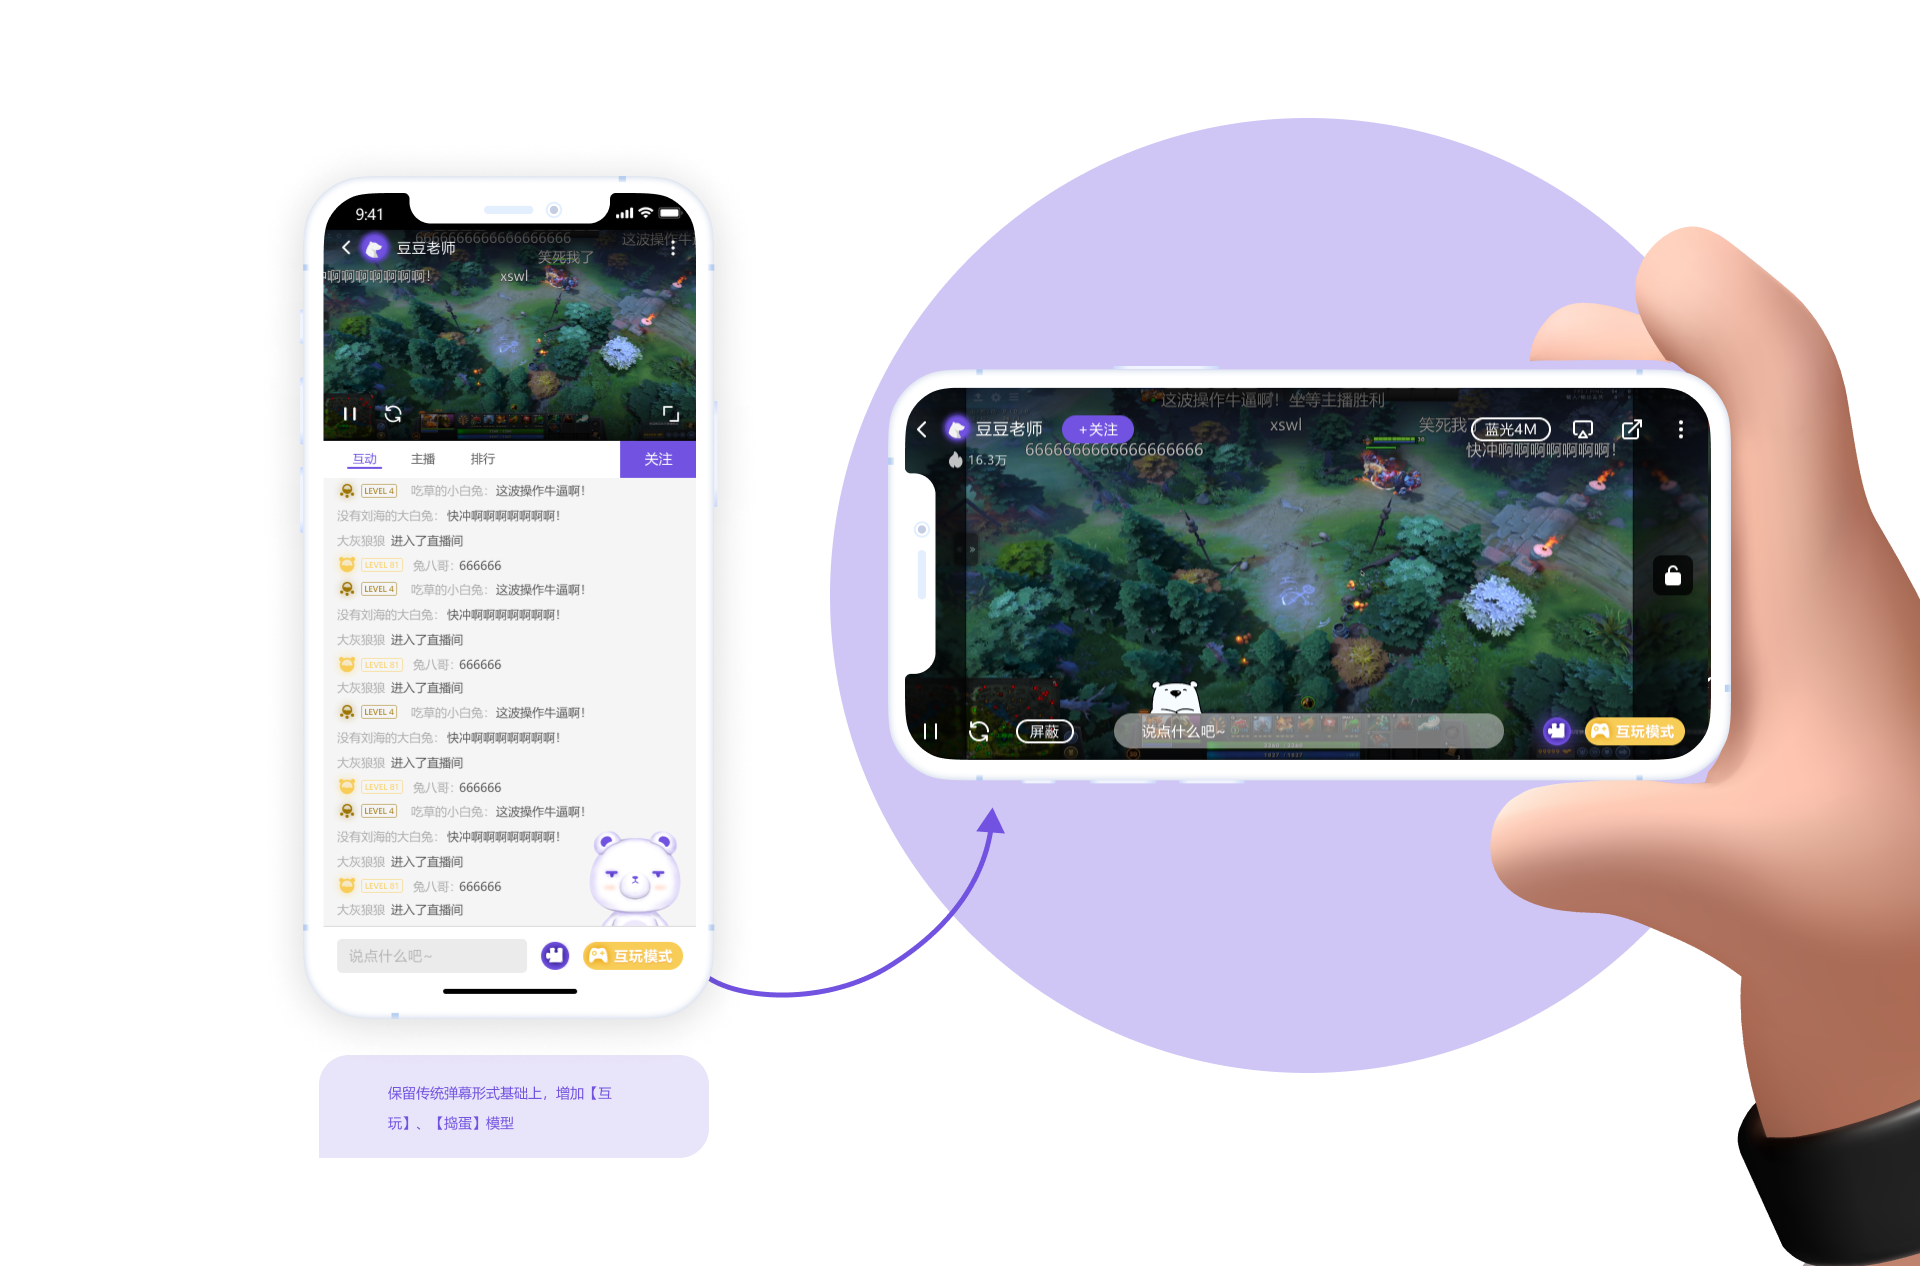 9:41
666666666666666666
这波操作牛
豆豆老师
笑死我了
啊啊啊啊啊啊啊！
xswl
互动
主播
排行
关注
LEVEL 4 吃草的小白兔： 这波操作牛逼啊！
没有刘海的大白兔： 快冲啊啊啊啊啊啊啊！
大灰狼狼 进入了直播间
LEVEL 81 兔八哥： 666666
LEVEL 4 吃草的小白兔： 这波操作牛逼啊！
没有刘海的大白兔： 快冲啊啊啊啊啊啊啊！
大灰狼狼 进入了直播间
LEVEL 81 兔八哥： 666666
大灰狼狼 进入了直播间
LEVEL 4 吃草的小白兔： 这波操作牛逼啊！
没有刘海的大白兔： 快冲啊啊啊啊啊啊啊！
大灰狼狼 进入了直播间
LEVEL 81 兔八哥： 666666
LEVEL 4 吃草的小白兔： 这波操作牛逼啊！
没有刘海的大白兔： 快冲啊啊啊啊啊啊啊！
大灰狼狼 进入了直播间
LEVEL 81 兔八哥： 666666
大灰狼狼 进入了直播间
说点什么吧~
互玩模式
保留传统弹幕形式基础上，增加【互
玩】、【捣蛋】模型
这波操作牛逼啊！坐等主播胜利
豆豆老师
+关注
xswl
笑死我
蓝光4M
6666666666666666666
快冲啊啊啊啊啊啊啊！
16.3万
屏蔽
说点什么吧~
互玩模式